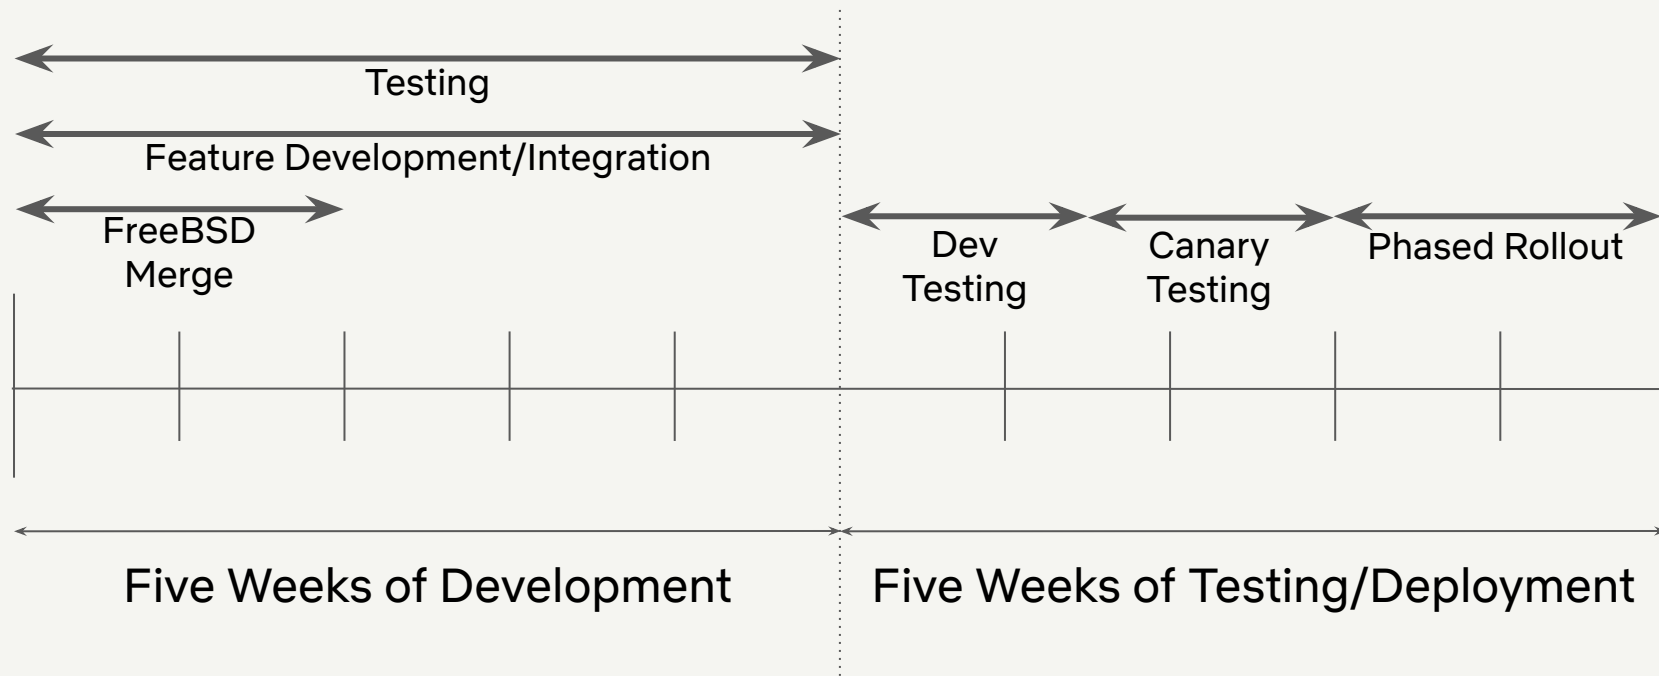 Testing
Feature Development/Integration
FreeBSD
Merge
Dev
Testing
Canary
Testing
Phased Rollout
Five Weeks of Development
Five Weeks of Testing/Deployment